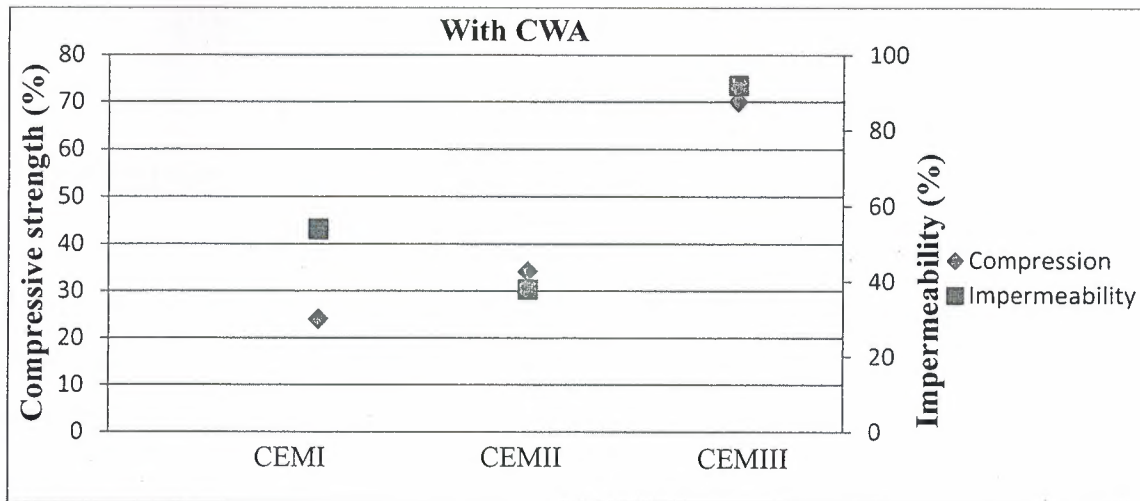 With CWA
Compressive strength (%)
80
70
60
50
40
30
20
10
0
100
80
60
40
20
0
Impermeability (%)
CEMI
CEMII
CEMIII
Compression
Impermeability